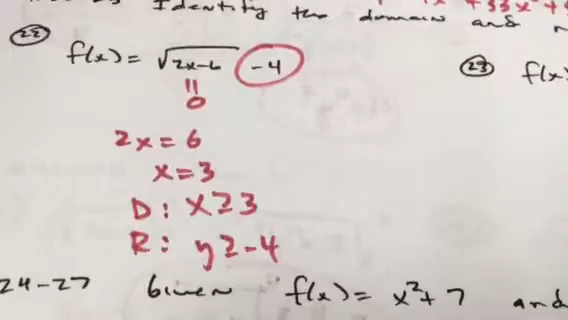 Identify the domain and
+33x²
22 f(x) = √2x-6 -4
23 f(x)
=
0
2x = 6
x = 3
D: x≥3
R: y≥-4
24-27 Given f(x) = x²+7 and